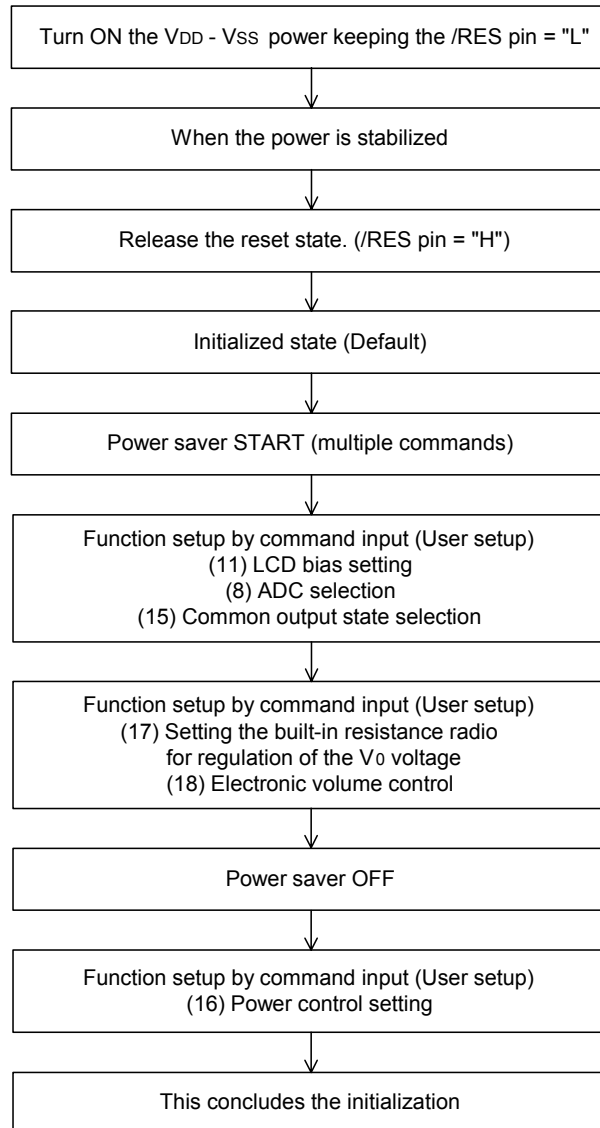 Turn ON the VDD - VSS power keeping the /RES pin = "L"
When the power is stabilized
Release the reset state. (/RES pin = "H")
Initialized state (Default)
Power saver START (multiple commands)
Function setup by command input (User setup)
(11) LCD bias setting
(8) ADC selection
(15) Common output state selection
Function setup by command input (User setup)
(17) Setting the built-in resistance radio
for regulation of the V0 voltage
(18) Electronic volume control
Power saver OFF
Function setup by command input (User setup)
(16) Power control setting
This concludes the initialization